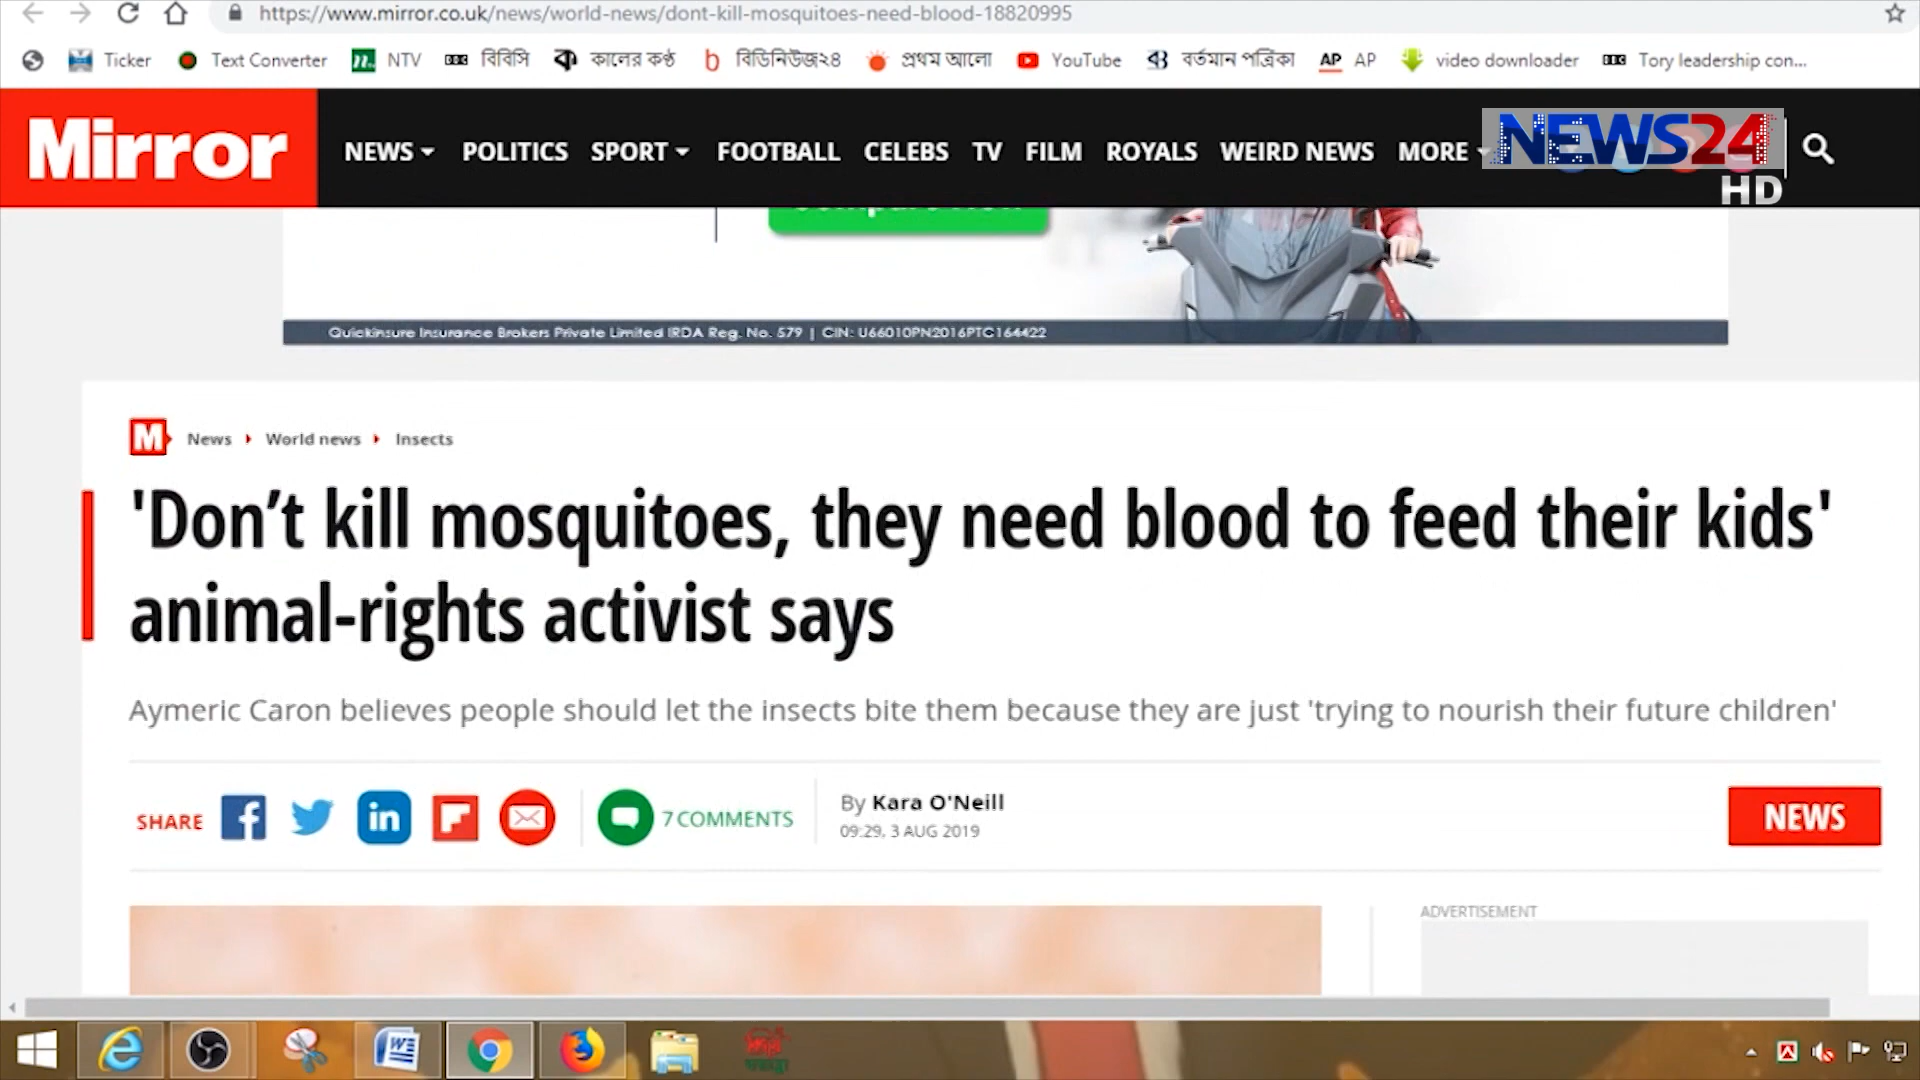 https://www.mirror.co.uk/news/world-news/dont-kill-mosquitoes-need-blood-18820995
Ticker Text Converter NTV BBC বিবিসি কালের কণ্ঠ বিডিনিউজ২৪ প্রথম আলো YouTube বর্তমান পত্রিকা AP AP video downloader BBC Tory leadership con...
Mirror NEWS POLITICS SPORT FOOTBALL CELEBS TV FILM ROYALS WEIRD NEWS MORE NEWS24
HD
Quickinsure Insurance Brokers Private Limited IRDA Reg. No. 579 | CIN: U66010PN2016PTC164422
M News World news Insects
'Don’t kill mosquitoes, they need blood to feed their kids'
animal-rights activist says
Aymeric Caron believes people should let the insects bite them because they are just 'trying to nourish their future children'
SHARE 7 COMMENTS By Kara O'Neill
09:29, 3 AUG 2019
NEWS
ADVERTISEMENT